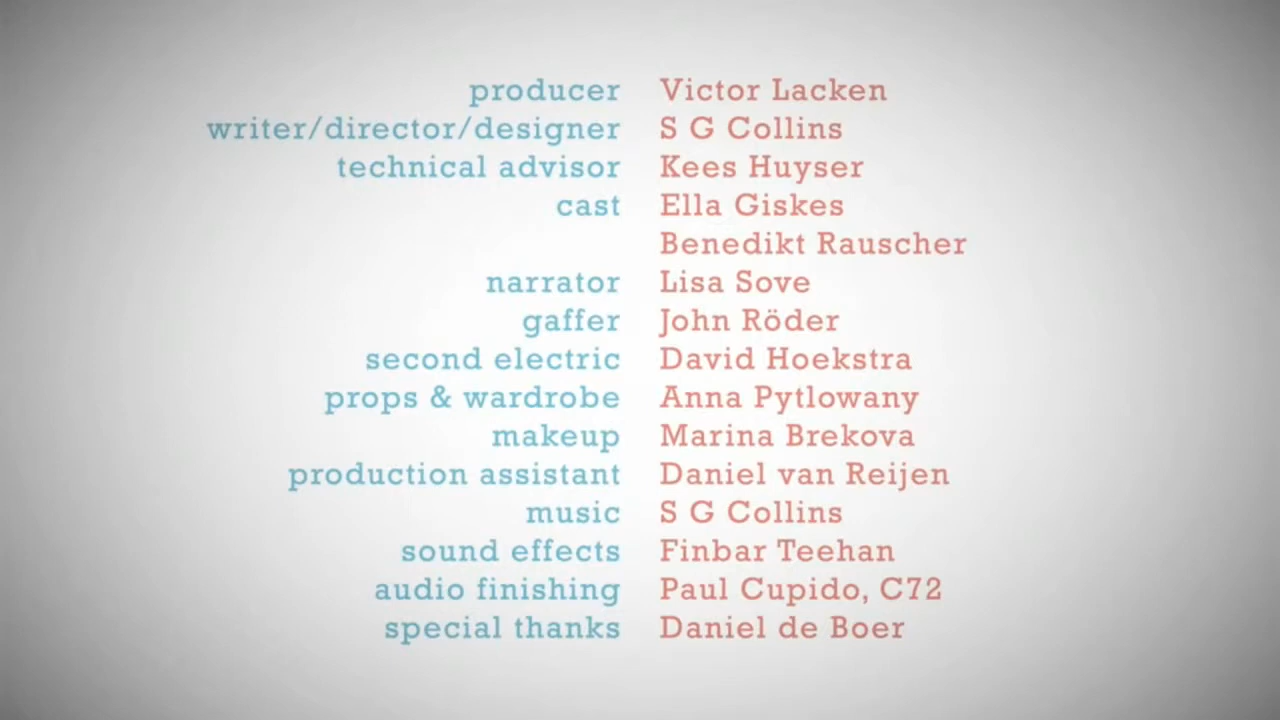 producer Victor Lacken
writer/director/designer S G Collins
technical advisor Kees Huyser
cast Ella Giskes
Benedikt Rauscher
narrator Lisa Sove
gaffer John Röder
second electric David Hoekstra
props & wardrobe Anna Pytlowany
makeup Marina Brekova
production assistant Daniel van Reijen
music S G Collins
sound effects Finbar Teehan
audio finishing Paul Cupido, C72
special thanks Daniel de Boer